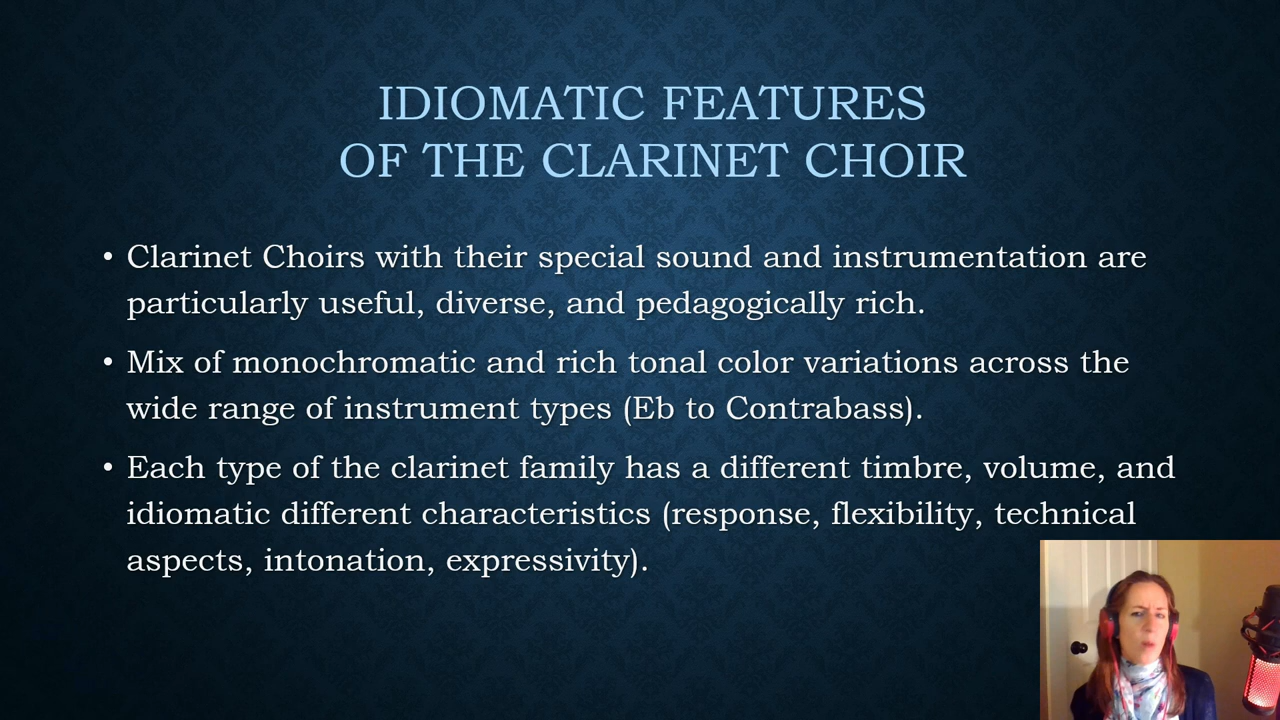 IDIOMATIC FEATURES
OF THE CLARINET CHOIR
• Clarinet Choirs with their special sound and instrumentation are
particularly useful, diverse, and pedagogically rich.
• Mix of monochromatic and rich tonal color variations across the
wide range of instrument types (Eb to Contrabass).
• Each type of the clarinet family has a different timbre, volume, and
idiomatic different characteristics (response, flexibility, technical
aspects, intonation, expressivity).